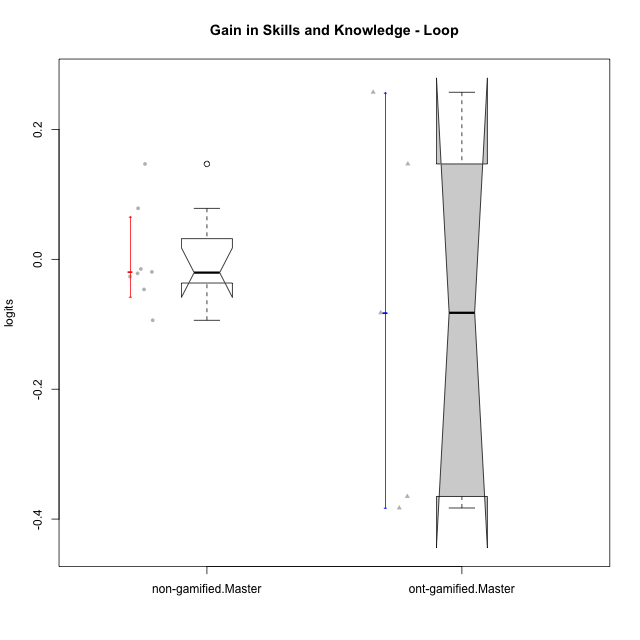 Gain in Skills and Knowledge - Loop
logits
0.2
0.0
-0.2
-0.4
non-gamified.Master
ont-gamified.Master